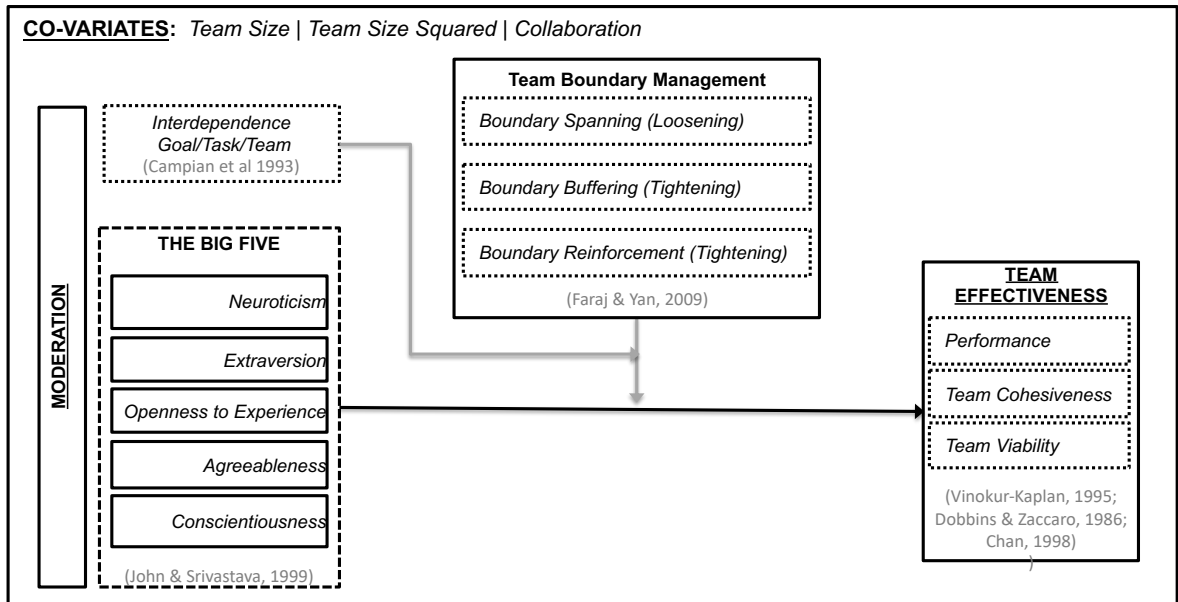 CO-VARIATES: Team Size | Team Size Squared | Collaboration
MODERATION
Interdependence
Goal/Task/Team
(Campian et al 1993)
THE BIG FIVE
Neuroticism
Extraversion
Openness to Experience
Agreeableness
Conscientiousness
(John & Srivastava, 1999)
Team Boundary Management
Boundary Spanning (Loosening)
Boundary Buffering (Tightening)
Boundary Reinforcement (Tightening)
(Faraj & Yan, 2009)
TEAM
EFFECTIVENESS
Performance
Team Cohesiveness
Team Viability
(Vinokur-Kaplan, 1995;
Dobbins & Zaccaro, 1986;
Chan, 1998)
)